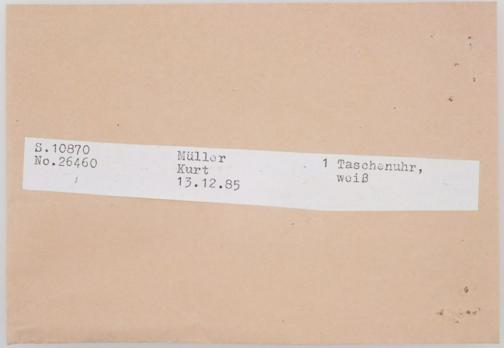 S.10870
No.26460
Müller
Kurt
13.12.85
1 Taschenuhr,
weiß